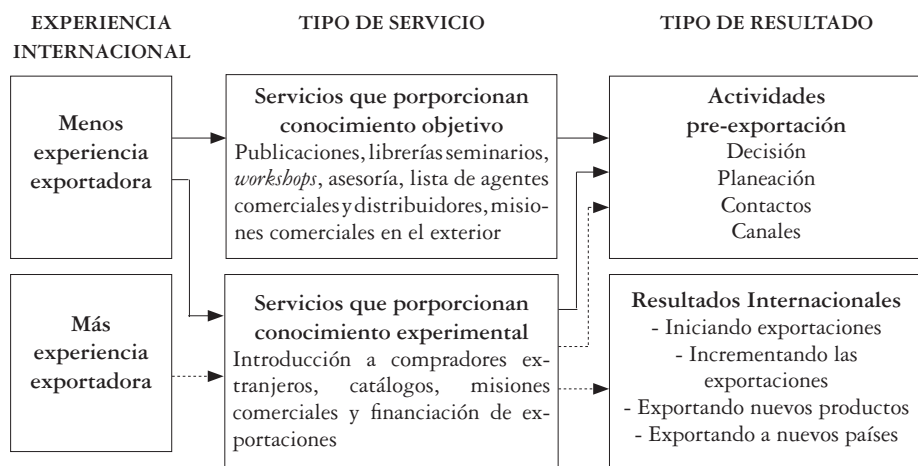 EXPERIENCIA
INTERNACIONAL
TIPO DE SERVICIO
TIPO DE RESULTADO
Menos
experiencia
exportadora
Servicios que porporcionan
conocimiento objetivo
Publicaciones, librerías seminarios,
workshops, asesoría, lista de agentes
comerciales y distribuidores, misio-
nes comerciales en el exterior
Actividades
pre-exportación
Decisión
Planeación
Contactos
Canales
Más
experiencia
exportadora
Servicios que porporcionan
conocimiento experimental
Introducción a compradores ex-
tranjeros, catálogos, misiones
comerciales y financiación de ex-
portaciones
Resultados Internacionales
- Iniciando exportaciones
- Incrementando las
exportaciones
- Exportando nuevos productos
- Exportando a nuevos países